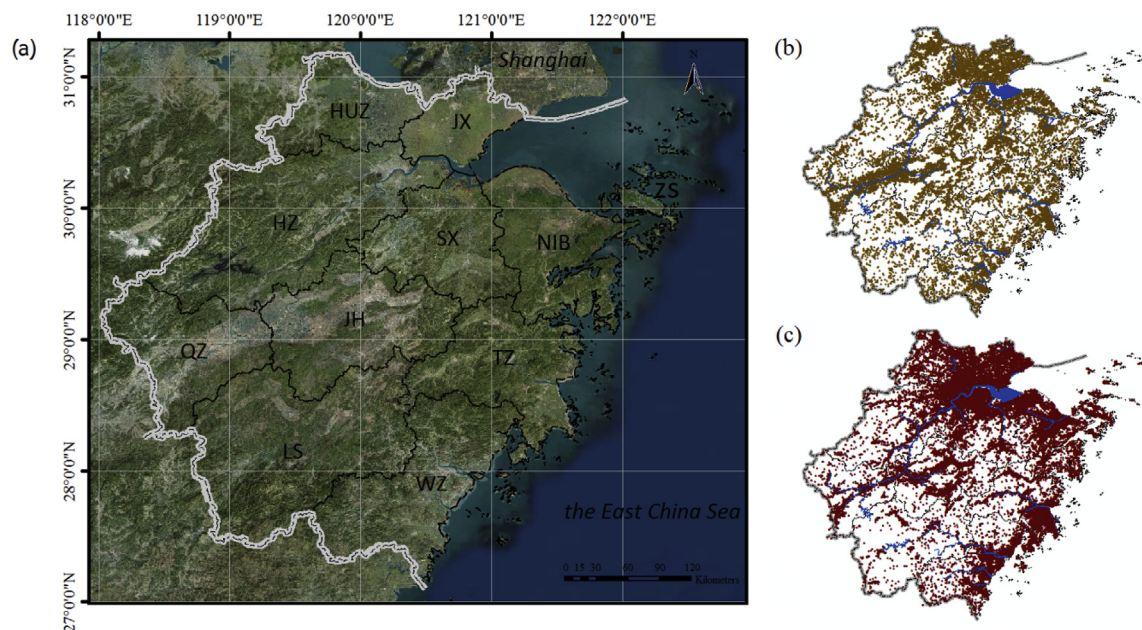 118°0'0"E 119°0'0"E 120°0'0"E 121°0'0"E 122°0'0"E
(a)
(b)
Shanghai
N
31°0'0"N
HUZ
JX
30°0'0"N
ZS
HZ
SX
NIB
29°0'0"N
JH
QZ
TZ
(c)
28°0'0"N
LS
WZ
the East China Sea
27°0'0"N
0 15 30 60 90 120
Kilometers